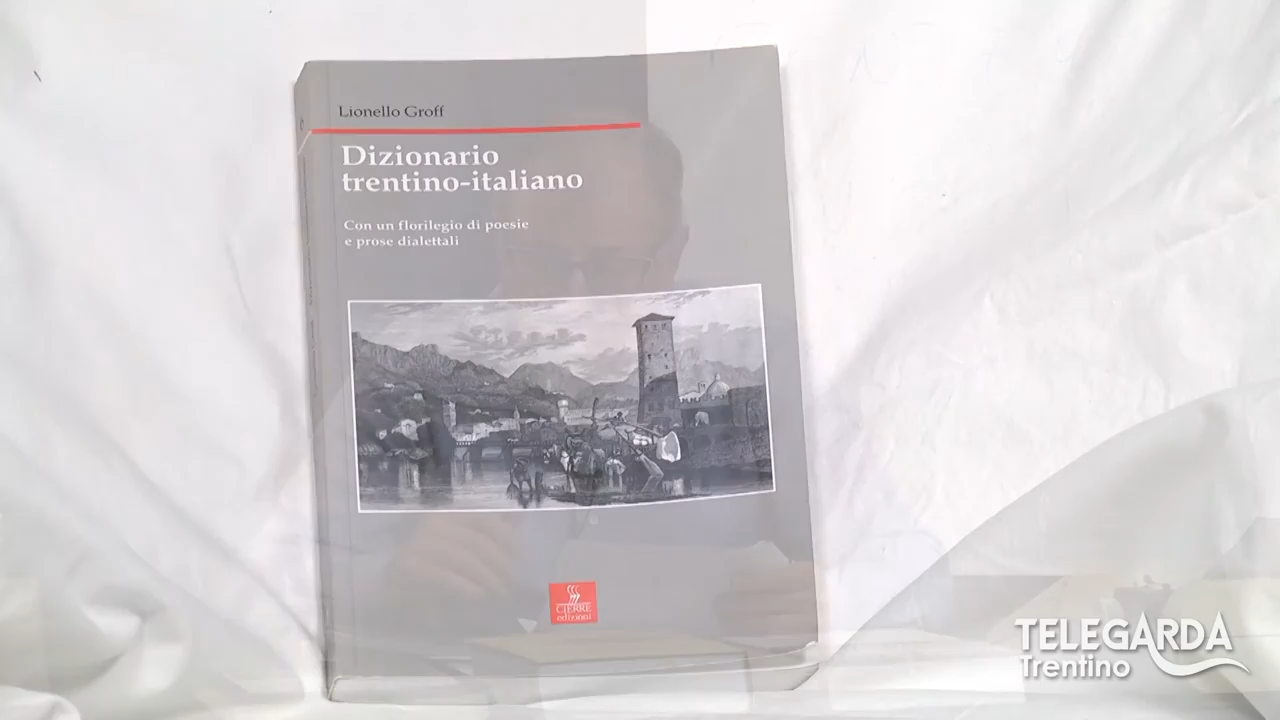 Lionello Groff
Dizionario
trentino-italiano
Con un florilegio di poesie
e prose dialettali
CIERRE
edizioni
TELEGARDA
Trentino